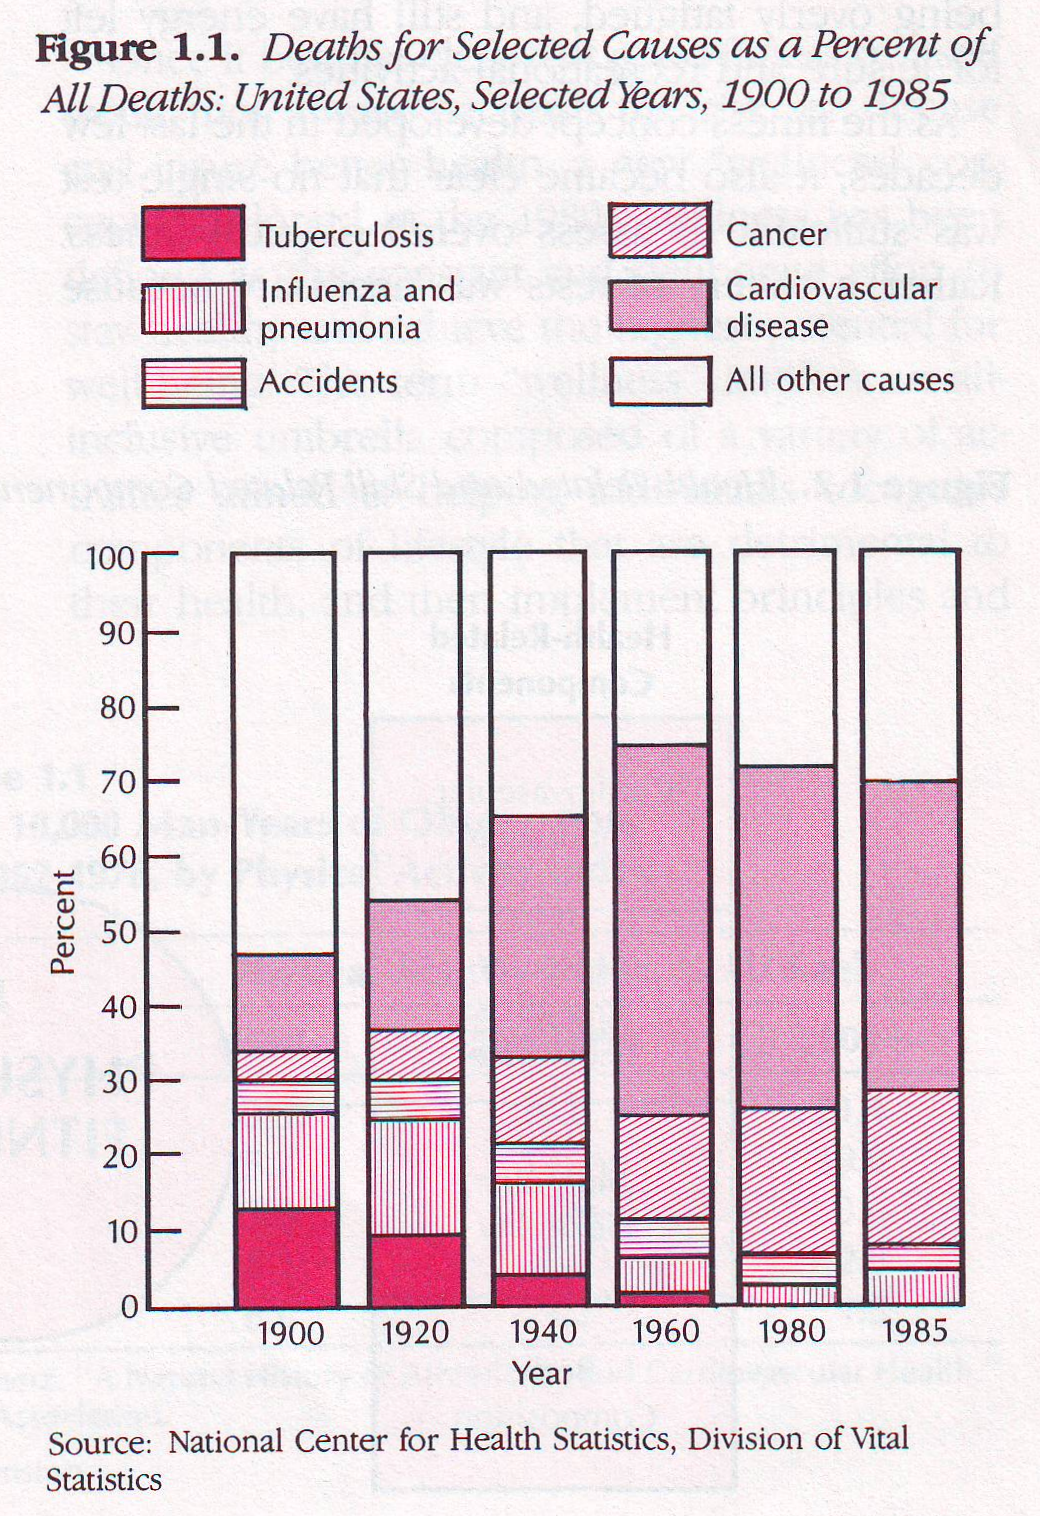 Figure 1.1. Deaths for Selected Causes as a Percent of
All Deaths: United States, Selected Years, 1900 to 1985
Tuberculosis
Influenza and
pneumonia
Accidents
Cancer
Cardiovascular
disease
All other causes
100
90
80
70
60
50
40
30
20
10
0
Percent
1900 1920 1940 1960 1980 1985
Year
Source: National Center for Health Statistics, Division of Vital
Statistics